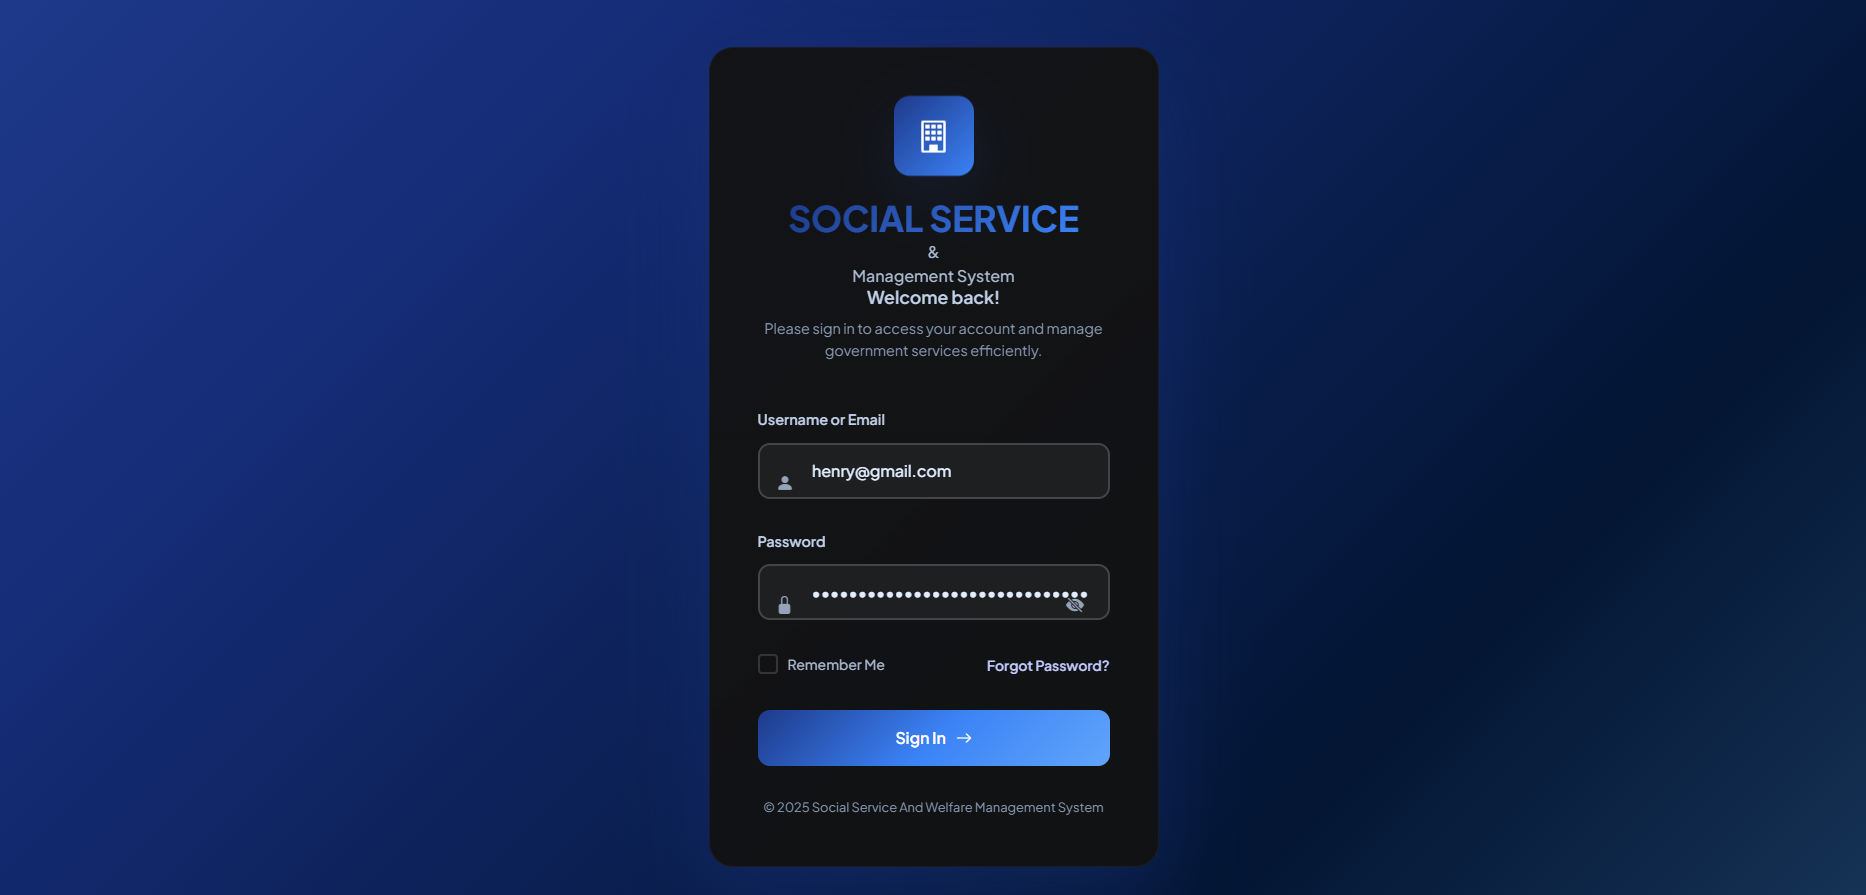 SOCIAL SERVICE
&
Management System
Welcome back!
Please sign in to access your account and manage
government services efficiently.
Username or Email
henry@gmail.com
Password
••••••••••••••••••••••••••••••
Remember Me
Forgot Password?
Sign In →
© 2025 Social Service And Welfare Management System